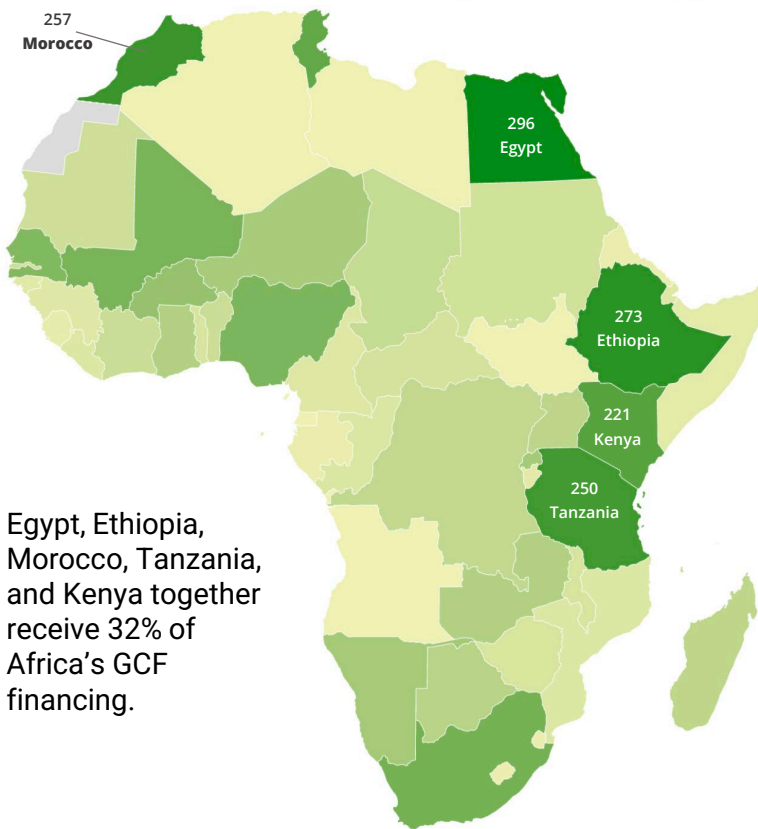 257
Morocco
296
Egypt
273
Ethiopia
221
Kenya
250
Tanzania
Egypt, Ethiopia,
Morocco, Tanzania,
and Kenya together
receive 32% of
Africa’s GCF
financing.